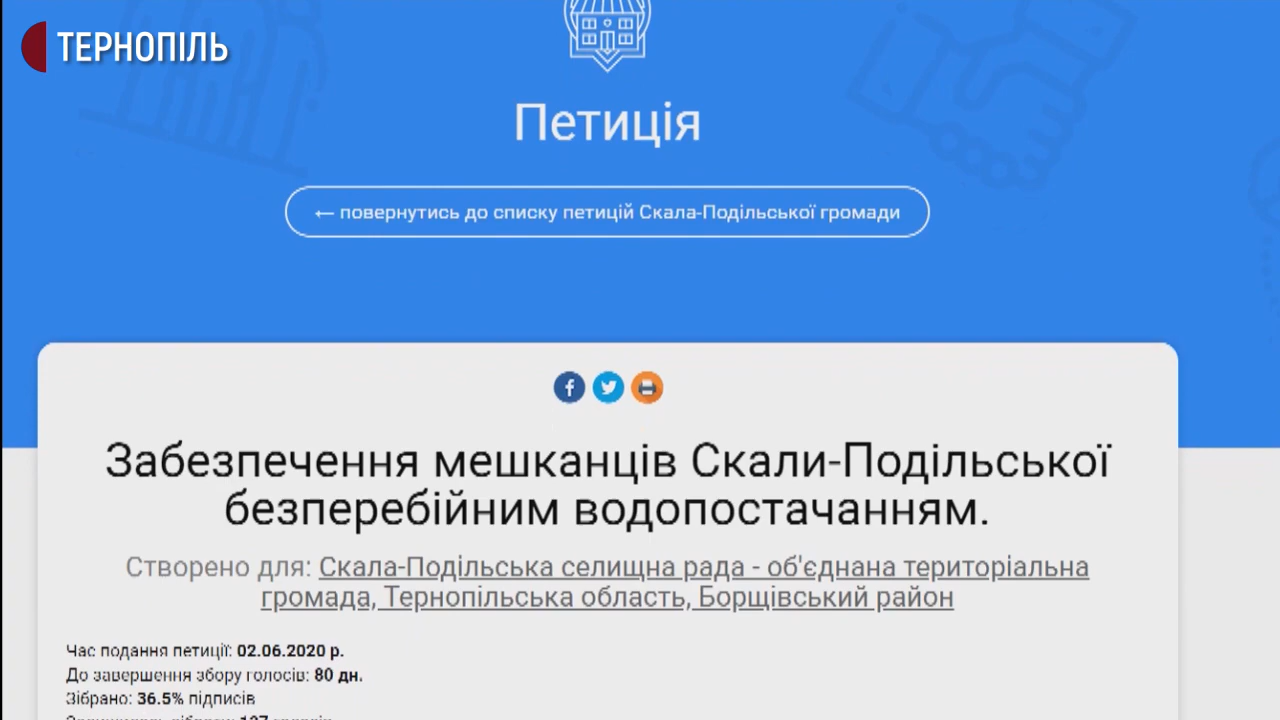 ТЕРНОПІЛЬ
Петиція
← повернутись до списку петицій Скала-Подільської громади
Забезпечення мешканців Скали-Подільської
безперебійним водопостачанням.
Створено для: Скала-Подільська селищна рада - об'єднана територіальна
громада, Тернопільська область, Борщівський район
Час подання петиції: 02.06.2020 р.
До завершення збору голосів: 80 дн.
Зібрано: 36.5% підписів